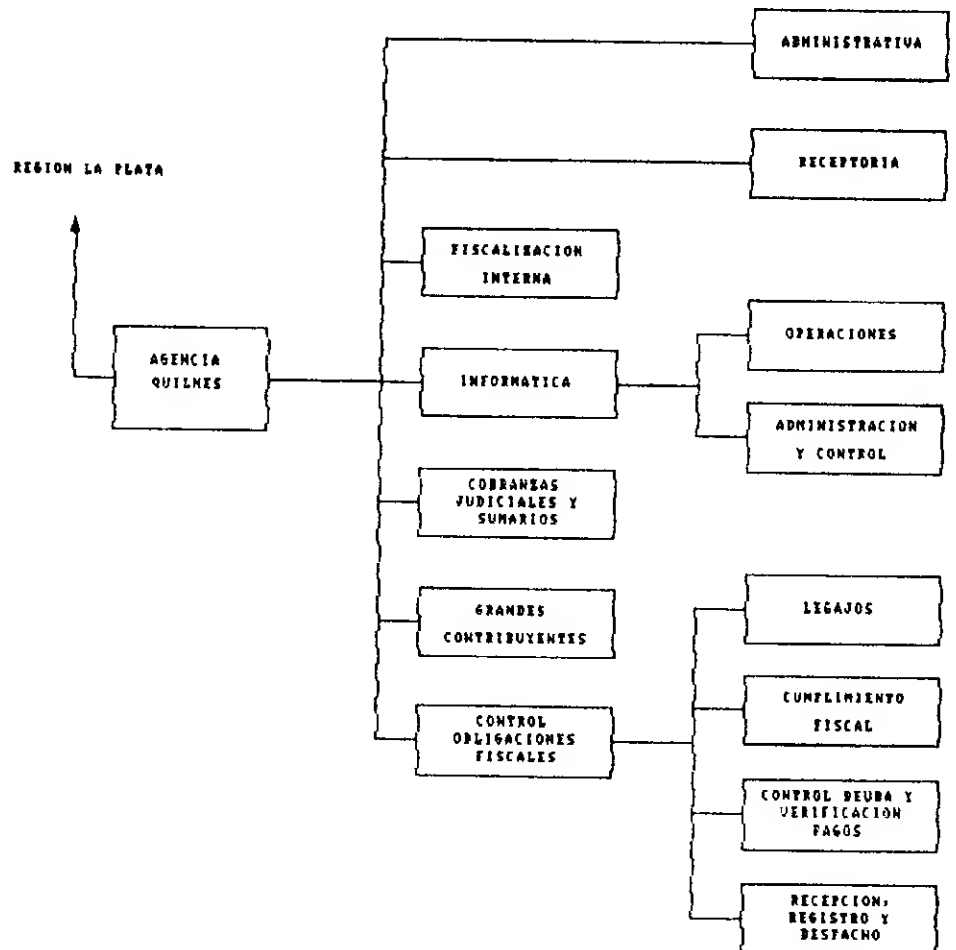 ADMINISTRATIVA
REGION LA PLATA
RECEPTORIA
FISCALIZACION
INTERNA
OPERACIONES
AGENCIA
QUILMES
INFORMATICA
ADMINISTRACION
Y CONTROL
COBRANZAS
JUDICIALES Y
SUMARIOS
GRANDES
CONTRIBUYENTES
LEGAJOS
CUMPLIMIENTO
FISCAL
CONTROL
OBLIGACIONES
FISCALES
CONTROL DEUDA Y
VERIFICACION
PAGOS
RECEPCION,
REGISTRO Y
DESPACHO